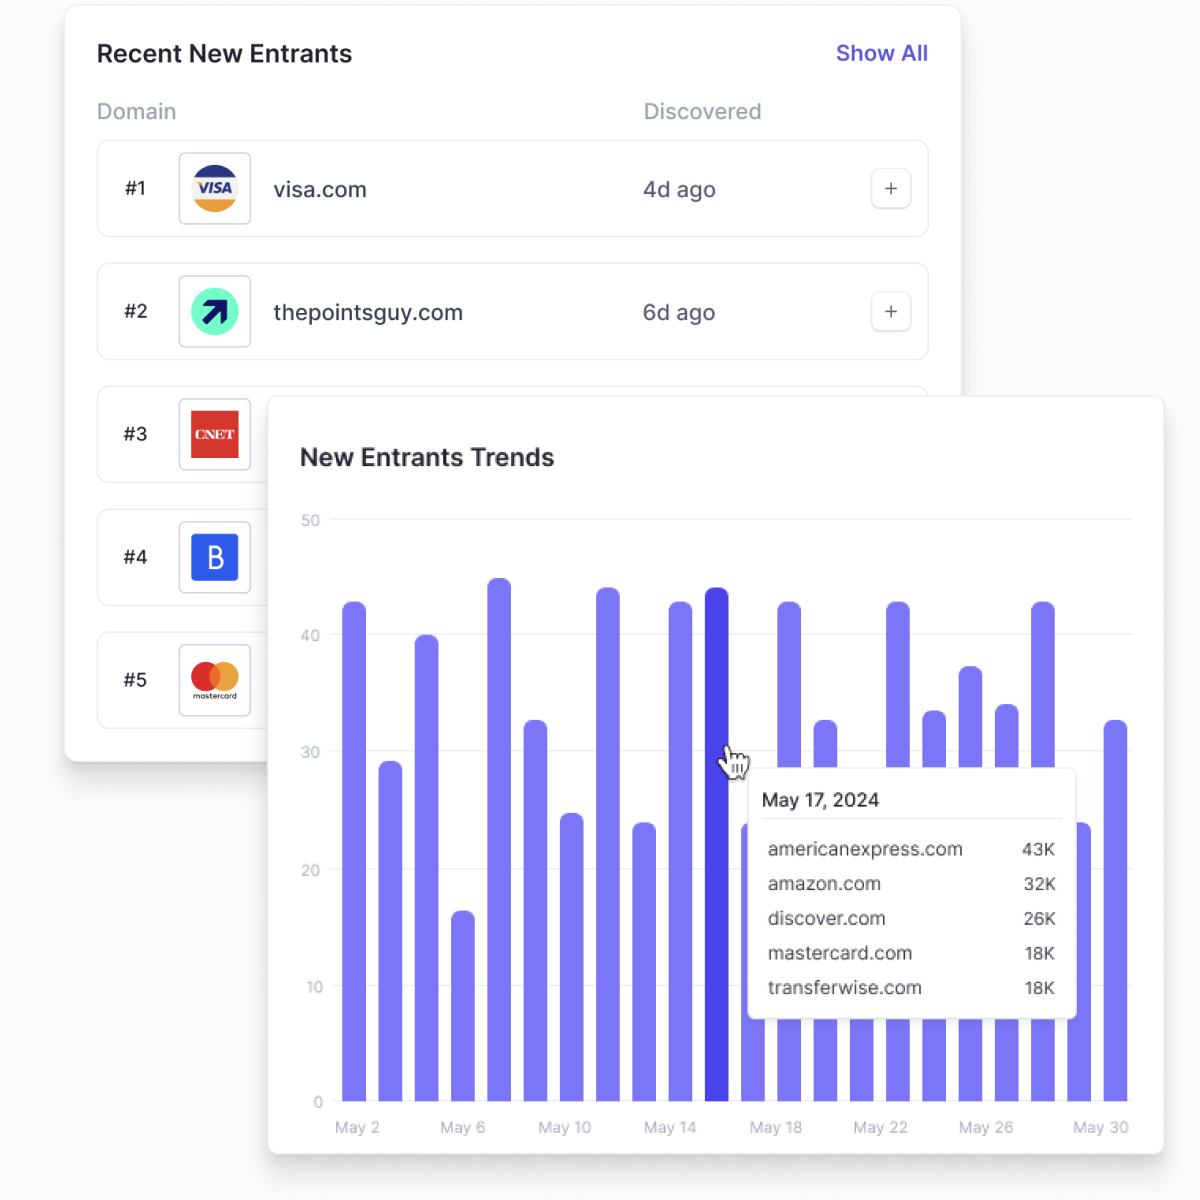 Recent New Entrants Show All
Domain Discovered
#1 VISA visa.com 4d ago +
#2 thepointsguy.com 6d ago +
#3 CNET
#4 B
#5 mastercard
New Entrants Trends
50
40
30
20
10
0
May 2 May 6 May 10 May 14 May 18 May 22 May 26 May 30
May 17, 2024
americanexpress.com 43K
amazon.com 32K
discover.com 26K
mastercard.com 18K
transferwise.com 18K